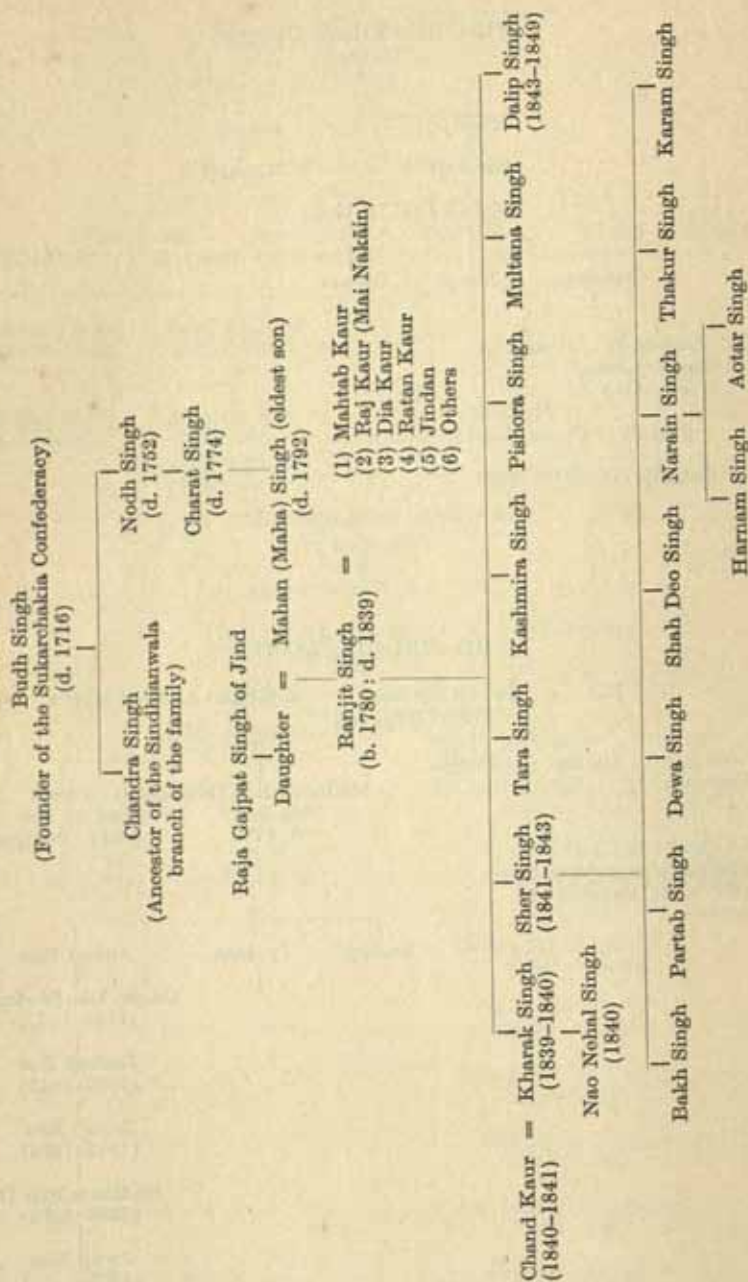 Budh Singh
(Founder of the Sukarchakia Confederacy)
(d. 1716)
Chandra Singh
(Ancestor of the Sindhianwala
branch of the family)
Nodh Singh
(d. 1752)
Charat Singh
(d. 1774)
Raja Gajpat Singh of Jind
Daughter = Mahan (Maha) Singh (eldest son)
(d. 1792)
Ranjit Singh =
(b. 1780: d. 1839)
(1) Mahtab Kaur
(2) Raj Kaur (Mai Nakāin)
(3) Dia Kaur
(4) Ratan Kaur
(5) Jindan
(6) Others
Chand Kaur = Kharak Singh Sher Singh Tara Singh Kashmira Singh Pishora Singh Multana Singh Dalip Singh
(1840–1841) (1839–1840) (1841–1843) (1843–1849)
Nao Nehal Singh
(1840)
Bakh Singh Partab Singh Dewa Singh Shah Deo Singh Narain Singh Thakur Singh Karam Singh
Harnam Singh Aotar Singh